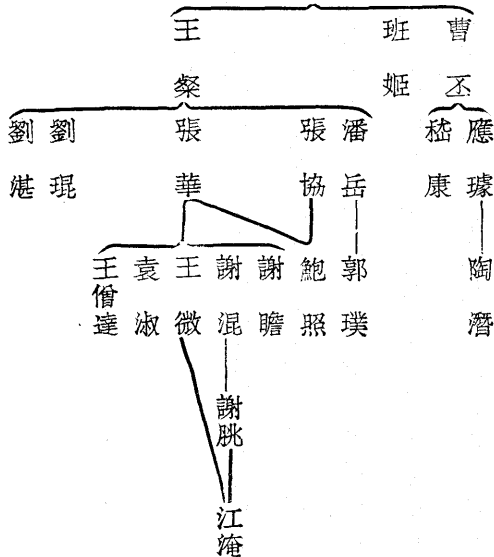 曹丕
班姬
王粲
應璩
嵇康
潘岳
張協
張華
劉琨
劉湛
陶潛
郭璞
鮑照
謝瞻
謝混
王微
袁淑
王僧達
謝朓
江淹